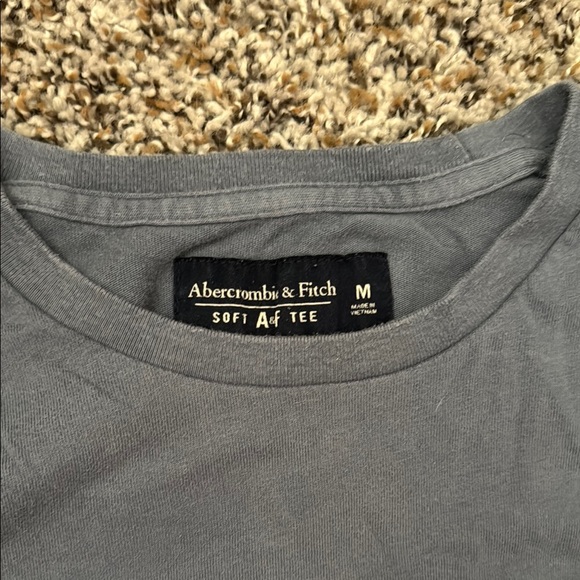 Abercrombie & Fitch
SOFT A&F TEE
M
MADE IN
VIETNAM